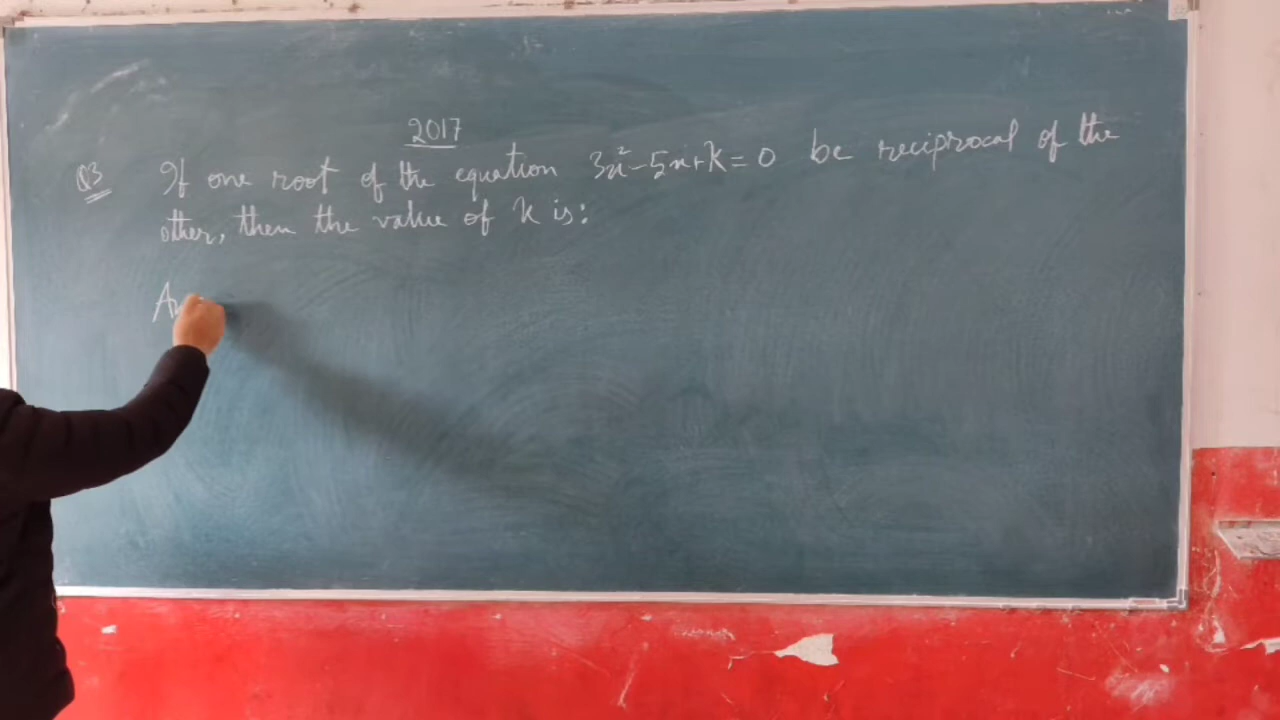 2017
Q3 If one root of the equation 3x²-5x+k=0 be reciprocal of the
other, then the value of k is: